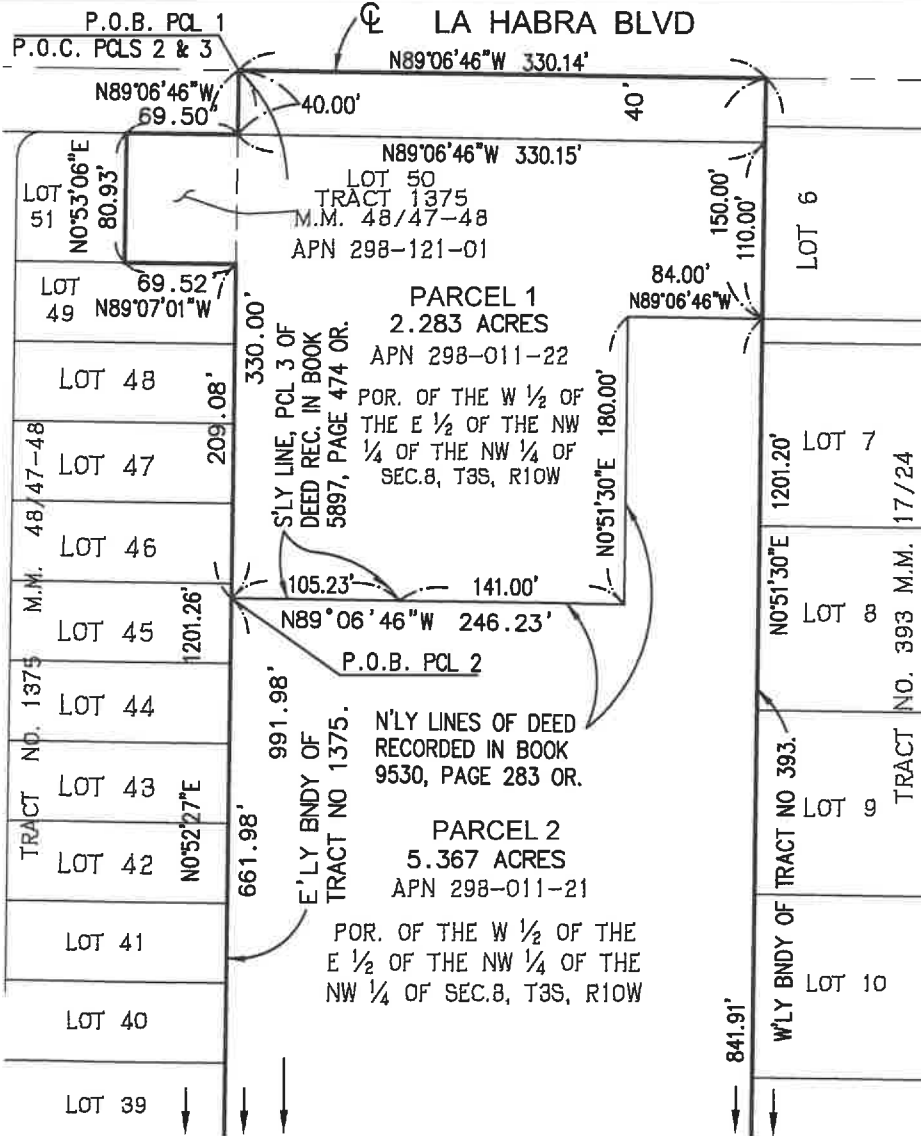 P.O.B. PCL 1
P.O.C. PCLS 2 & 3
℄ LA HABRA BLVD
N89°06'46"W 330.14'
N89°06'46"W
69.50'
40.00'
40'
N89°06'46"W 330.15'
LOT 50
TRACT 1375
M.M. 48/47-48
APN 298-121-01
LOT
51
N0°53'06"E
80.93'
LOT
49
69.52'
N89°07'01"W
150.00'
110.00'
LOT 6
84.00'
N89°06'46"W
PARCEL 1
2.283 ACRES
APN 298-011-22
POR. OF THE W ½ OF
THE E ½ OF THE NW
¼ OF THE NW ¼ OF
SEC.8, T3S, R10W
330.00'
209.08'
S'LY LINE, PCL 3 OF
DEED REC. IN BOOK
5897, PAGE 474 OR.
N0°51'30"E 180.00'
LOT 48
LOT 47
LOT 46
LOT 45
LOT 44
LOT 43
LOT 42
LOT 41
LOT 40
LOT 39
TRACT NO. 1375 M.M. 48/47-48
105.23'
141.00'
N89°06'46"W 246.23'
P.O.B. PCL 2
1201.26'
N0°52'27"E
991.98'
661.98'
E'LY BNDY OF
TRACT NO 1375.
N'LY LINES OF DEED
RECORDED IN BOOK
9530, PAGE 283 OR.
PARCEL 2
5.367 ACRES
APN 298-011-21
POR. OF THE W ½ OF THE
E ½ OF THE NW ¼ OF THE
NW ¼ OF SEC.8, T3S, R10W
N0°51'30"E 1201.20'
841.91'
W'LY BNDY OF TRACT NO 393.
LOT 7
LOT 8
LOT 9
LOT 10
TRACT NO. 393 M.M. 17/24